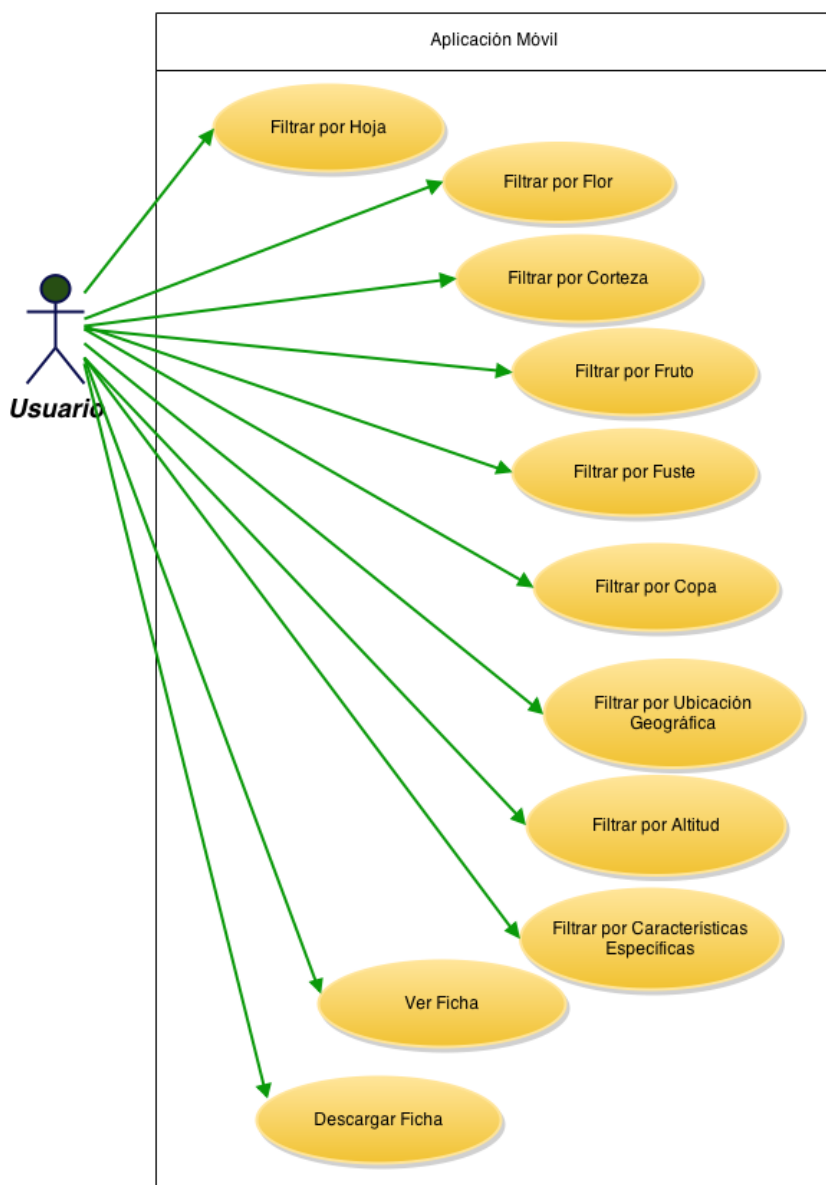 Aplicación Móvil
Filtrar por Hoja
Filtrar por Flor
Filtrar por Corteza
Filtrar por Fruto
Usuario
Filtrar por Fuste
Filtrar por Copa
Filtrar por Ubicación
Geográfica
Filtrar por Altitud
Filtrar por Características
Específicas
Ver Ficha
Descargar Ficha